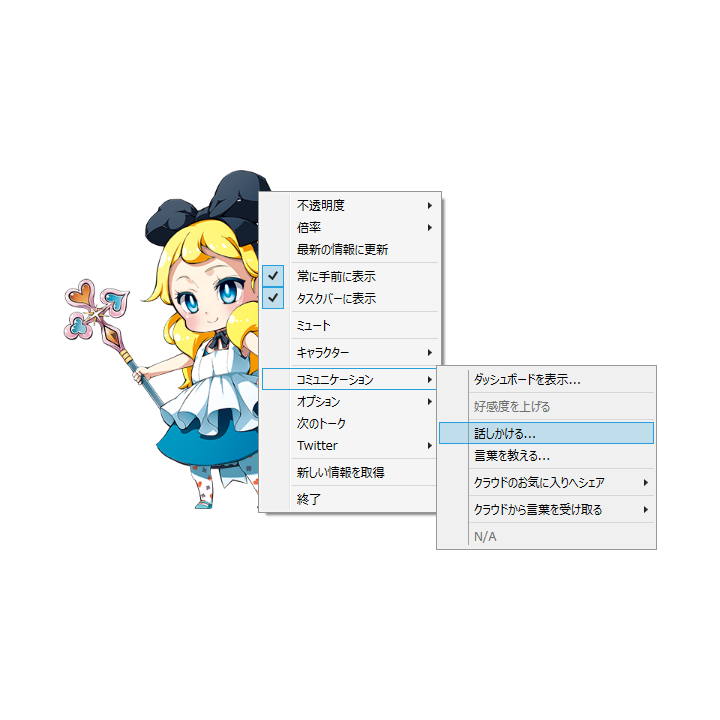 不透明度
倍率
最新の情報に更新
常に手前に表示
タスクバーに表示
ミュート
キャラクター
コミュニケーション
オプション
次のトーク
Twitter
新しい情報を取得
終了
ダッシュボードを表示...
好感度を上げる
話しかける...
言葉を教える...
クラウドのお気に入りへシェア
クラウドから言葉を受け取る
N/A